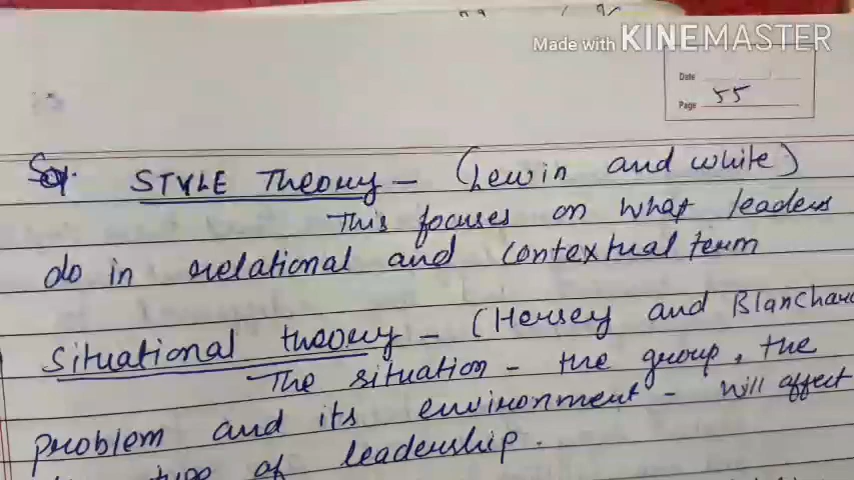 Made with KINEMASTER
Date
Page 55
STYLE Theory - (Lewin and white)
This focuses on what leaders
do in relational and contextual term
Situational theory - (Hersey and Blanchard
The situation - the group, the
problem and its environment - will affect
type of leadership.